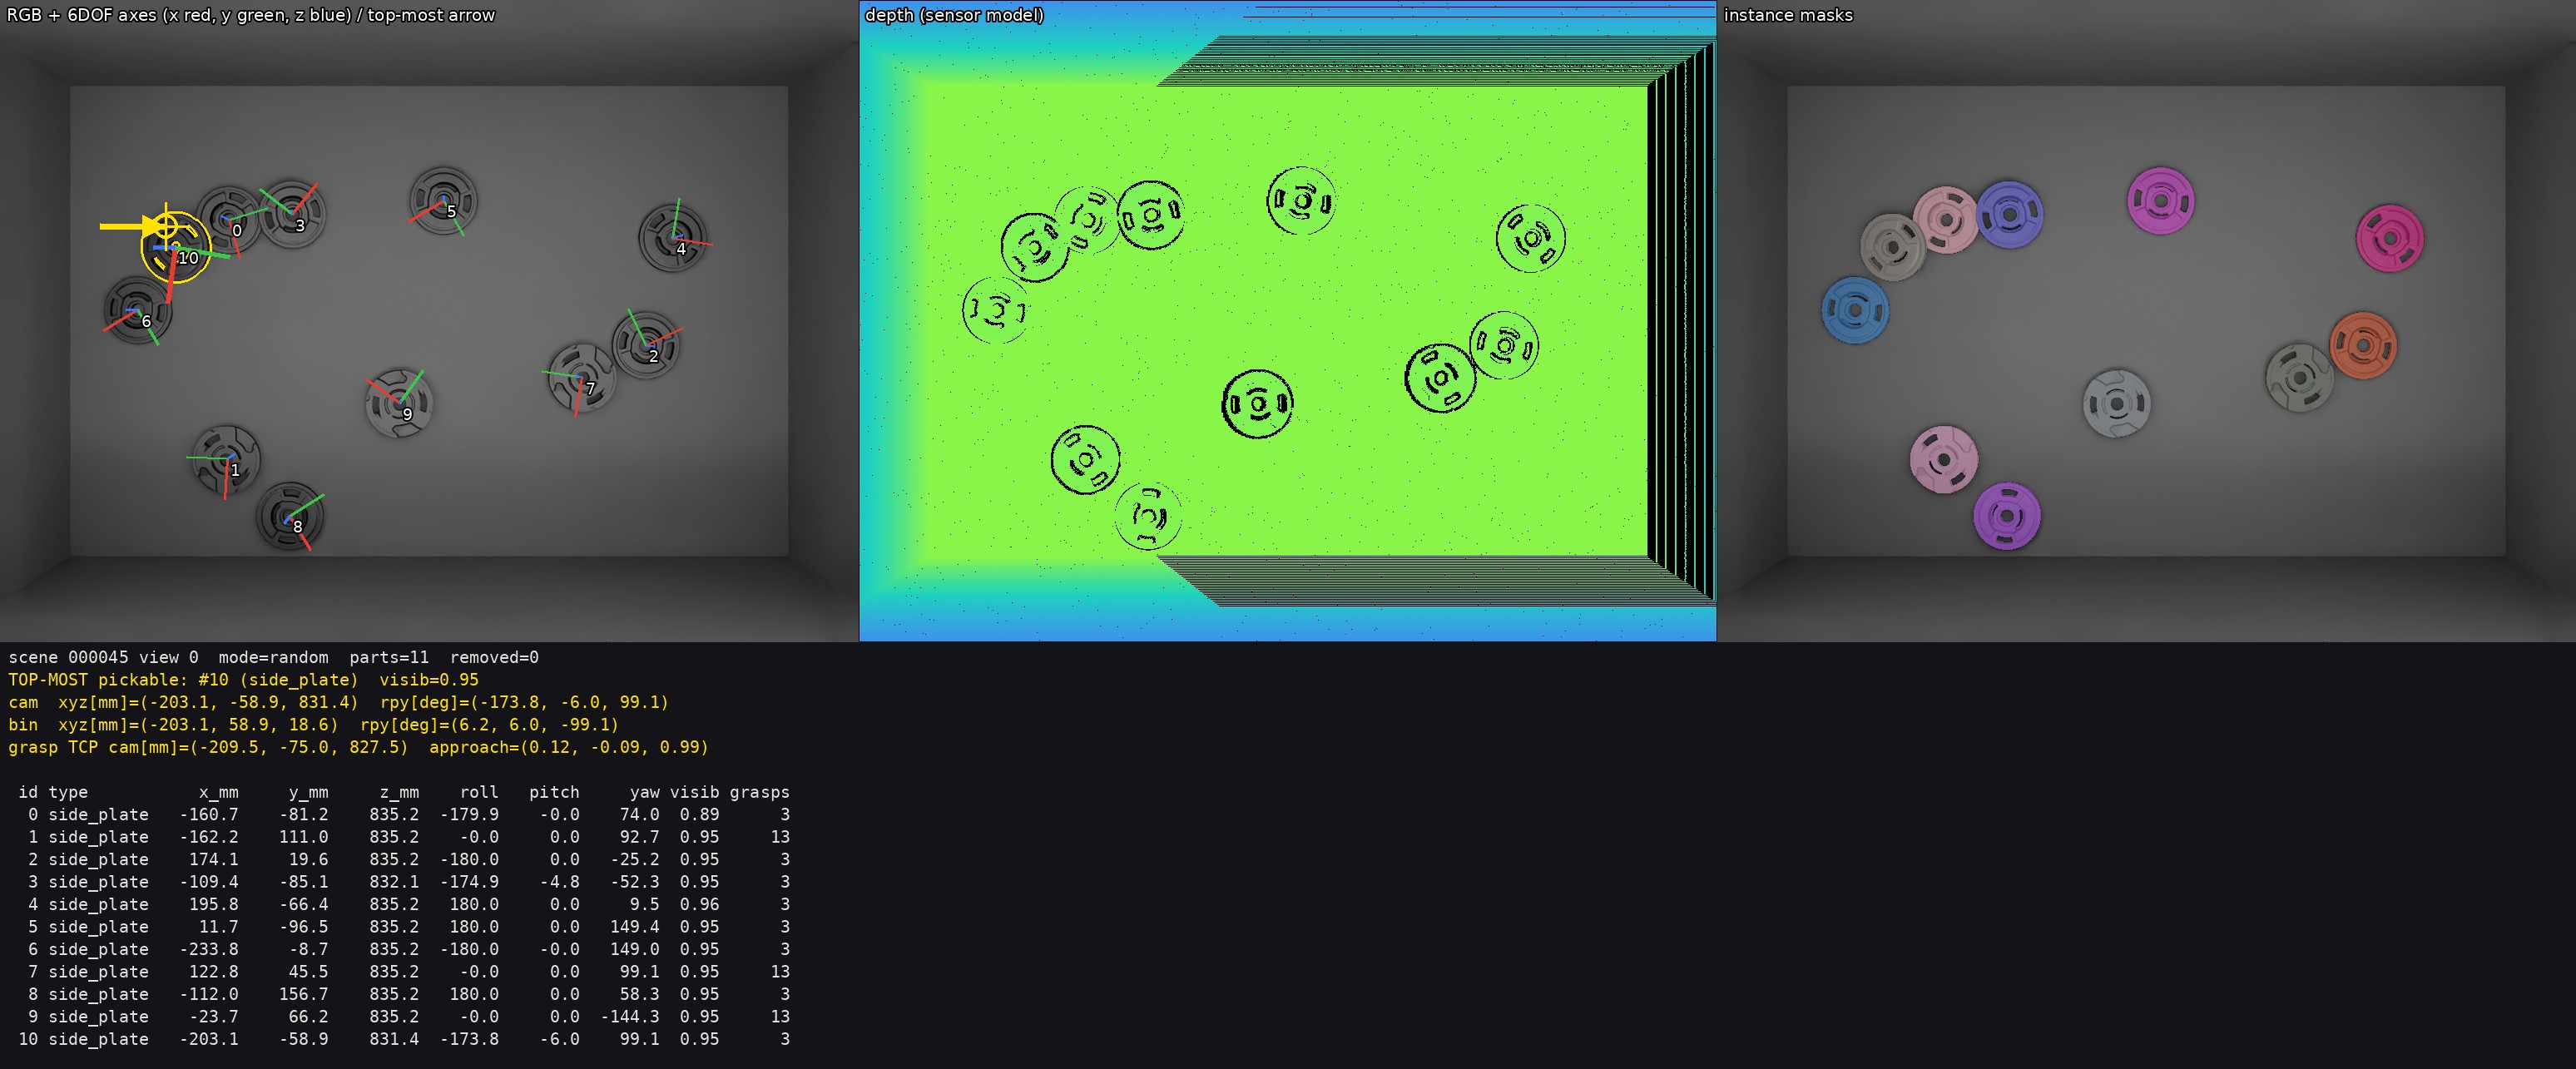 RGB + 6DOF axes (x red, y green, z blue) / top-most arrow
depth (sensor model)
instance masks
0
3
5
4
10
6
2
7
9
1
8
scene 000045 view 0  mode=random  parts=11  removed=0
TOP-MOST pickable: #10 (side_plate)  visib=0.95
cam  xyz[mm]=(-203.1, -58.9, 831.4)  rpy[deg]=(-173.8, -6.0, 99.1)
bin  xyz[mm]=(-203.1, 58.9, 18.6)  rpy[deg]=(6.2, 6.0, -99.1)
grasp TCP cam[mm]=(-209.5, -75.0, 827.5)  approach=(0.12, -0.09, 0.99)
id type x_mm y_mm z_mm roll pitch yaw visib grasps
0 side_plate -160.7 -81.2 835.2 -179.9 -0.0 74.0 0.89 3
1 side_plate -162.2 111.0 835.2 -0.0 0.0 92.7 0.95 13
2 side_plate 174.1 19.6 835.2 -180.0 0.0 -25.2 0.95 3
3 side_plate -109.4 -85.1 832.1 -174.9 -4.8 -52.3 0.95 3
4 side_plate 195.8 -66.4 835.2 180.0 0.0 9.5 0.96 3
5 side_plate 11.7 -96.5 835.2 180.0 0.0 149.4 0.95 3
6 side_plate -233.8 -8.7 835.2 -180.0 -0.0 149.0 0.95 3
7 side_plate 122.8 45.5 835.2 -0.0 0.0 99.1 0.95 13
8 side_plate -112.0 156.7 835.2 180.0 0.0 58.3 0.95 3
9 side_plate -23.7 66.2 835.2 -0.0 0.0 -144.3 0.95 13
10 side_plate -203.1 -58.9 831.4 -173.8 -6.0 99.1 0.95 3